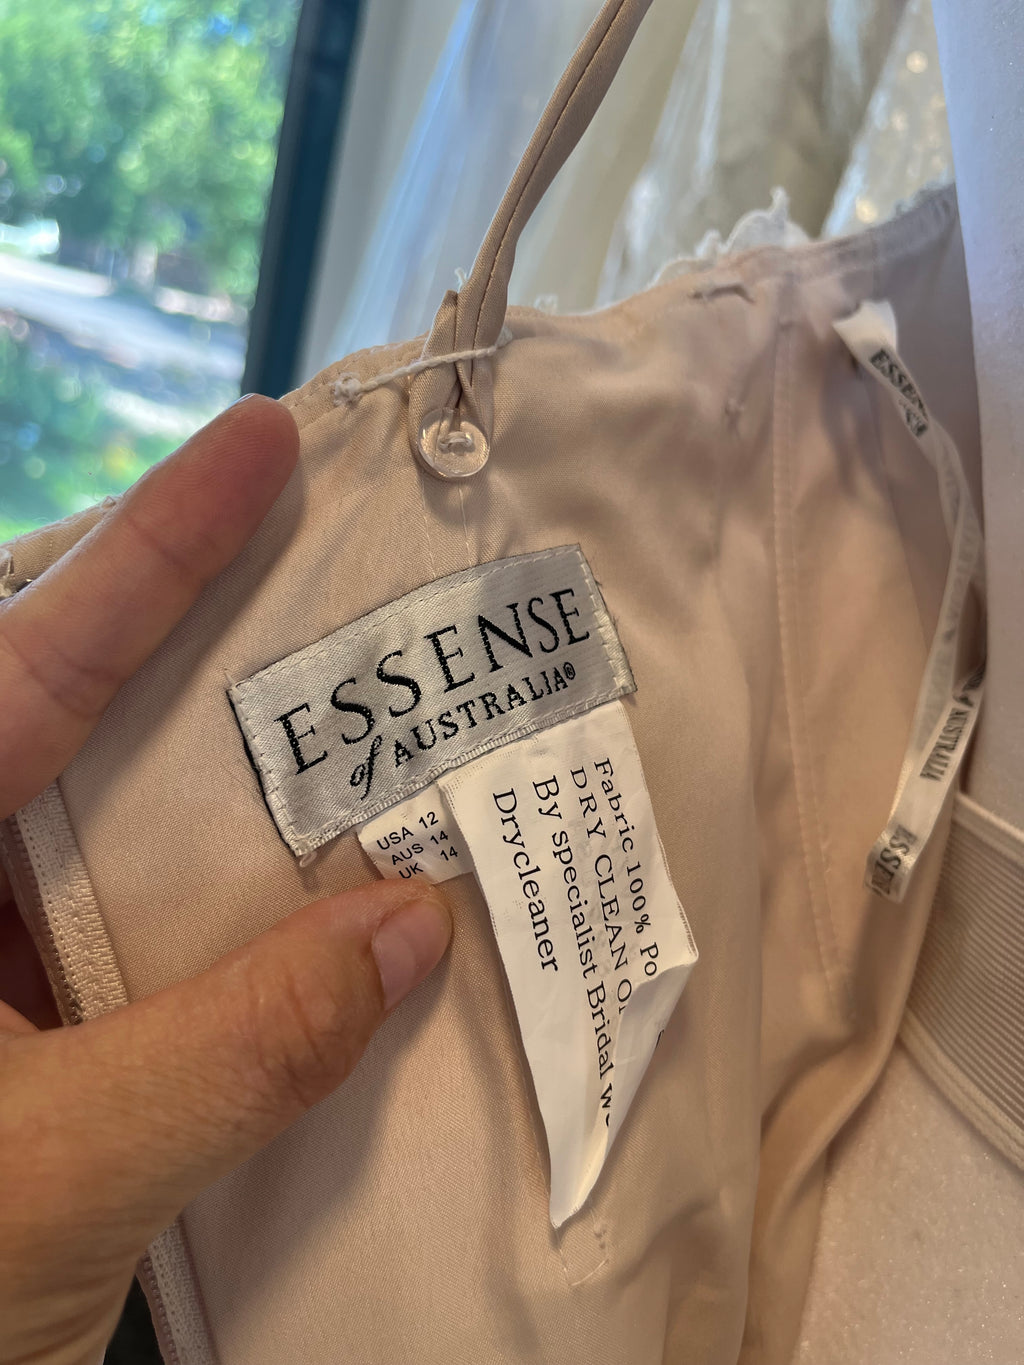 ESSENSE
of AUSTRALIA®
USA 12
AUS 14
UK 14
Fabric 100% Po
DRY CLEAN
By specialist Bridal
Drycleaner
ESSENSE
AUSTRALIA
ESSE